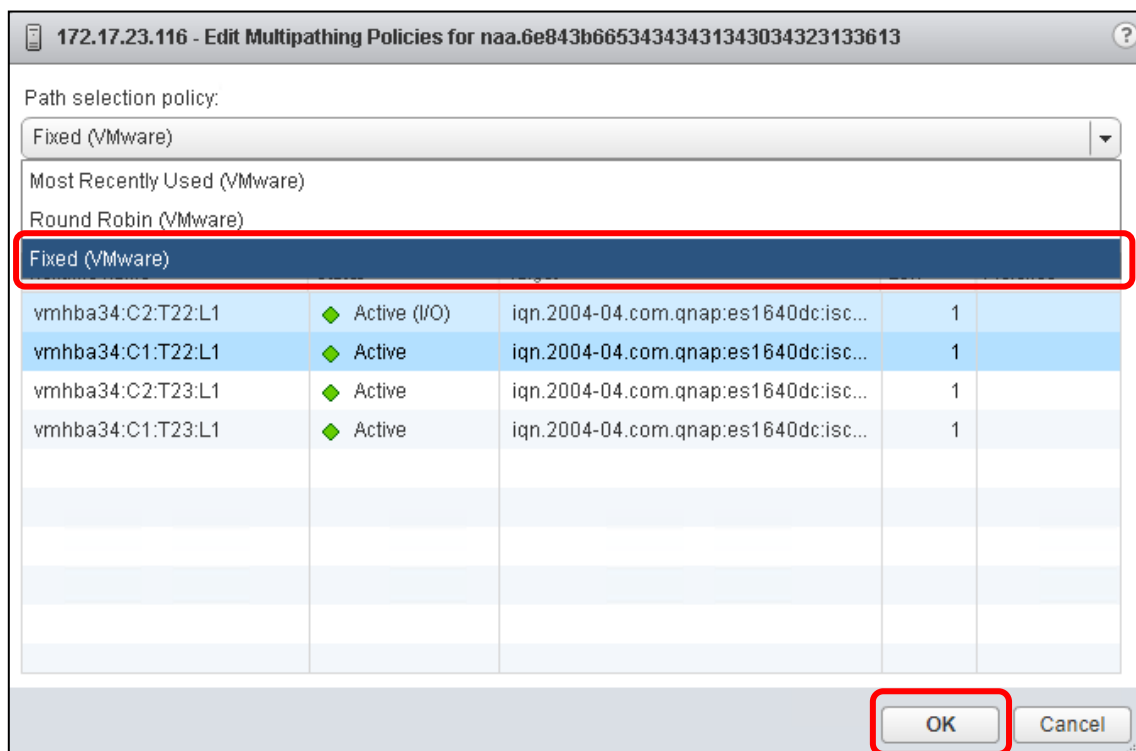 172.17.23.116 - Edit Multipathing Policies for naa.6e843b6653434343131343034323133613
?
Path selection policy:
Fixed (VMware)
Most Recently Used (VMware)
Round Robin (VMware)
Fixed (VMware)
vmhba34:C2:T22:L1 Active (I/O) iqn.2004-04.com.qnap:es1640dc:isc... 1
vmhba34:C1:T22:L1 Active iqn.2004-04.com.qnap:es1640dc:isc... 1
vmhba34:C2:T23:L1 Active iqn.2004-04.com.qnap:es1640dc:isc... 1
vmhba34:C1:T23:L1 Active iqn.2004-04.com.qnap:es1640dc:isc... 1
OK Cancel